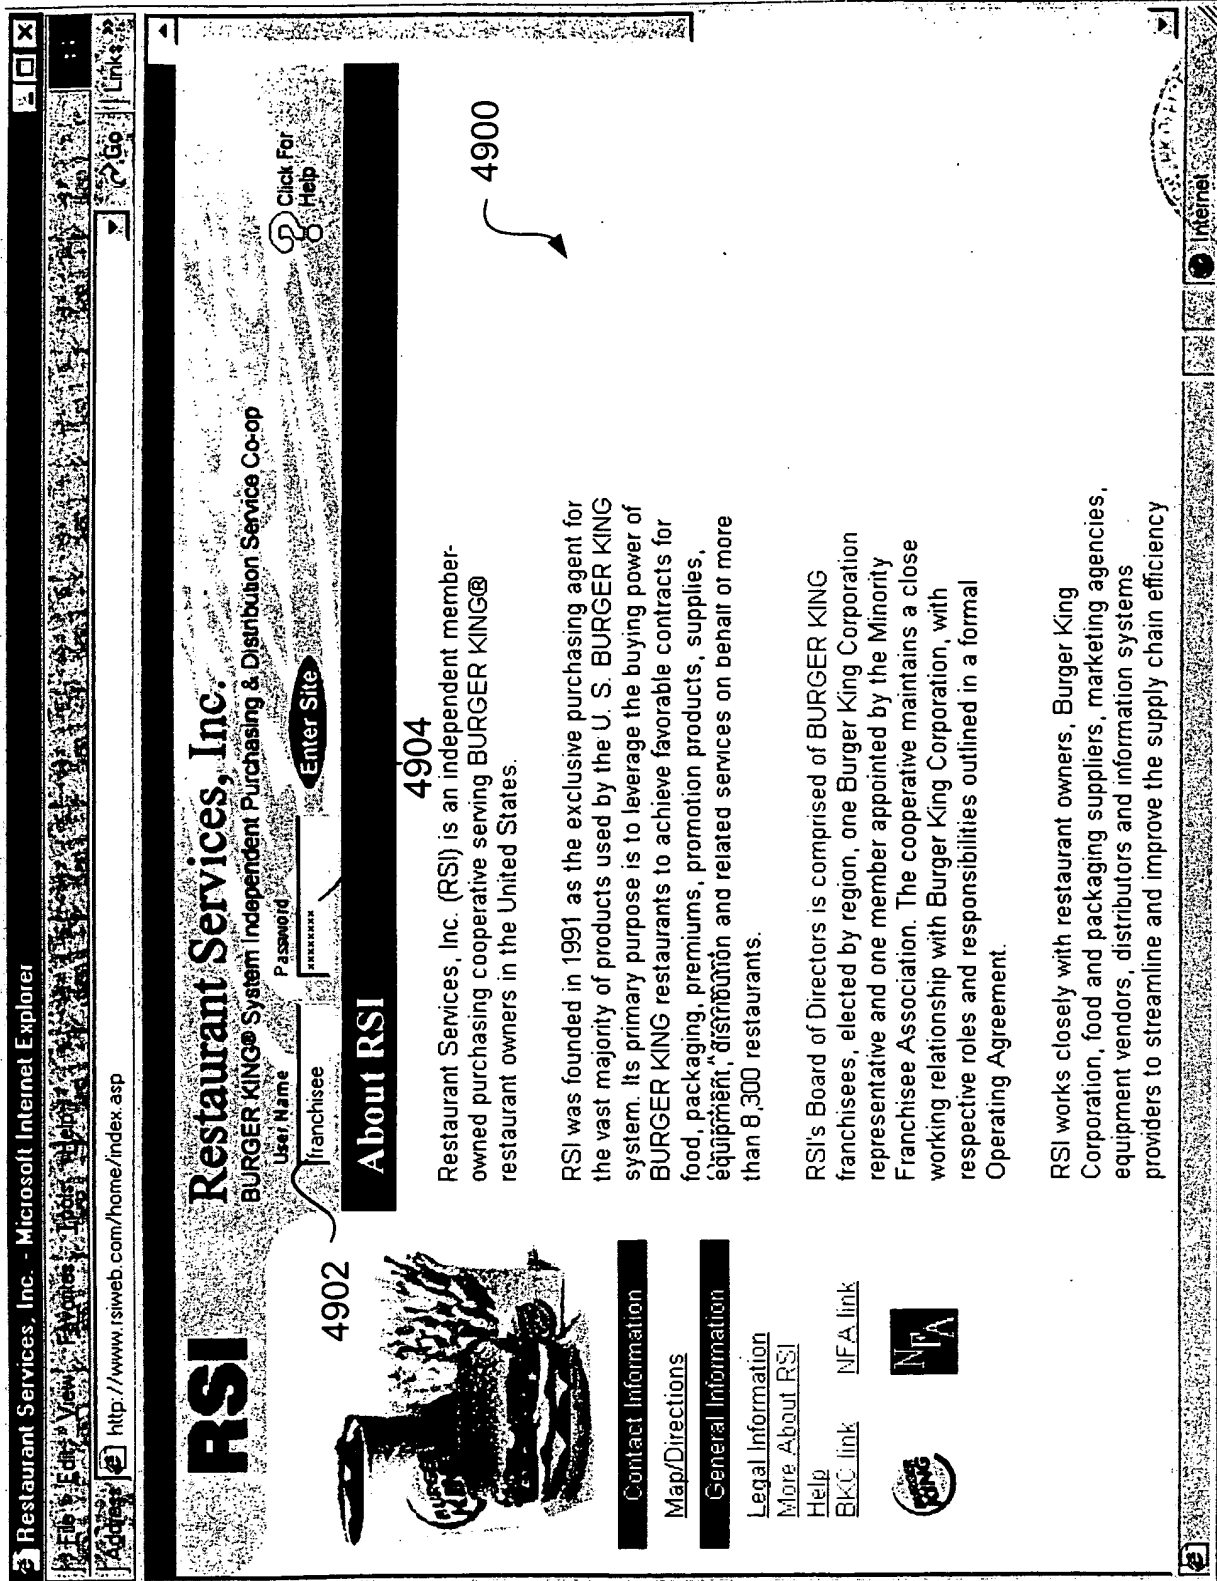 Restaurant Services, Inc. - Microsoft Internet Explorer
File Edit View Favorites Tools Help
Address http://www.rsiweb.com/home/index.asp Go Links »
RSI
Restaurant Services, Inc.
BURGER KING® System Independent Purchasing & Distribution Service Co-op
User Name
Password
franchisee
xxxxxxxx
Enter Site
Click For
Help
4902
4904
4900
About RSI
Restaurant Services, Inc. (RSI) is an independent member-
owned purchasing cooperative serving BURGER KING®
restaurant owners in the United States.
RSI was founded in 1991 as the exclusive purchasing agent for
the vast majority of products used by the U. S. BURGER KING
system. Its primary purpose is to leverage the buying power of
BURGER KING restaurants to achieve favorable contracts for
food, packaging, premiums, promotion products, supplies,
equipment, distribution and related services on behalf of more
than 8,300 restaurants.
RSI's Board of Directors is comprised of BURGER KING
franchisees, elected by region, one Burger King Corporation
representative and one member appointed by the Minority
Franchisee Association. The cooperative maintains a close
working relationship with Burger King Corporation, with
respective roles and responsibilities outlined in a formal
Operating Agreement.
RSI works closely with restaurant owners, Burger King
Corporation, food and packaging suppliers, marketing agencies,
equipment vendors, distributors and information systems
providers to streamline and improve the supply chain efficiency
Contact Information
Map/Directions
General Information
Legal Information
More About RSI
Help
BKC link NFA link
BURGER
KING
NFA
Internet